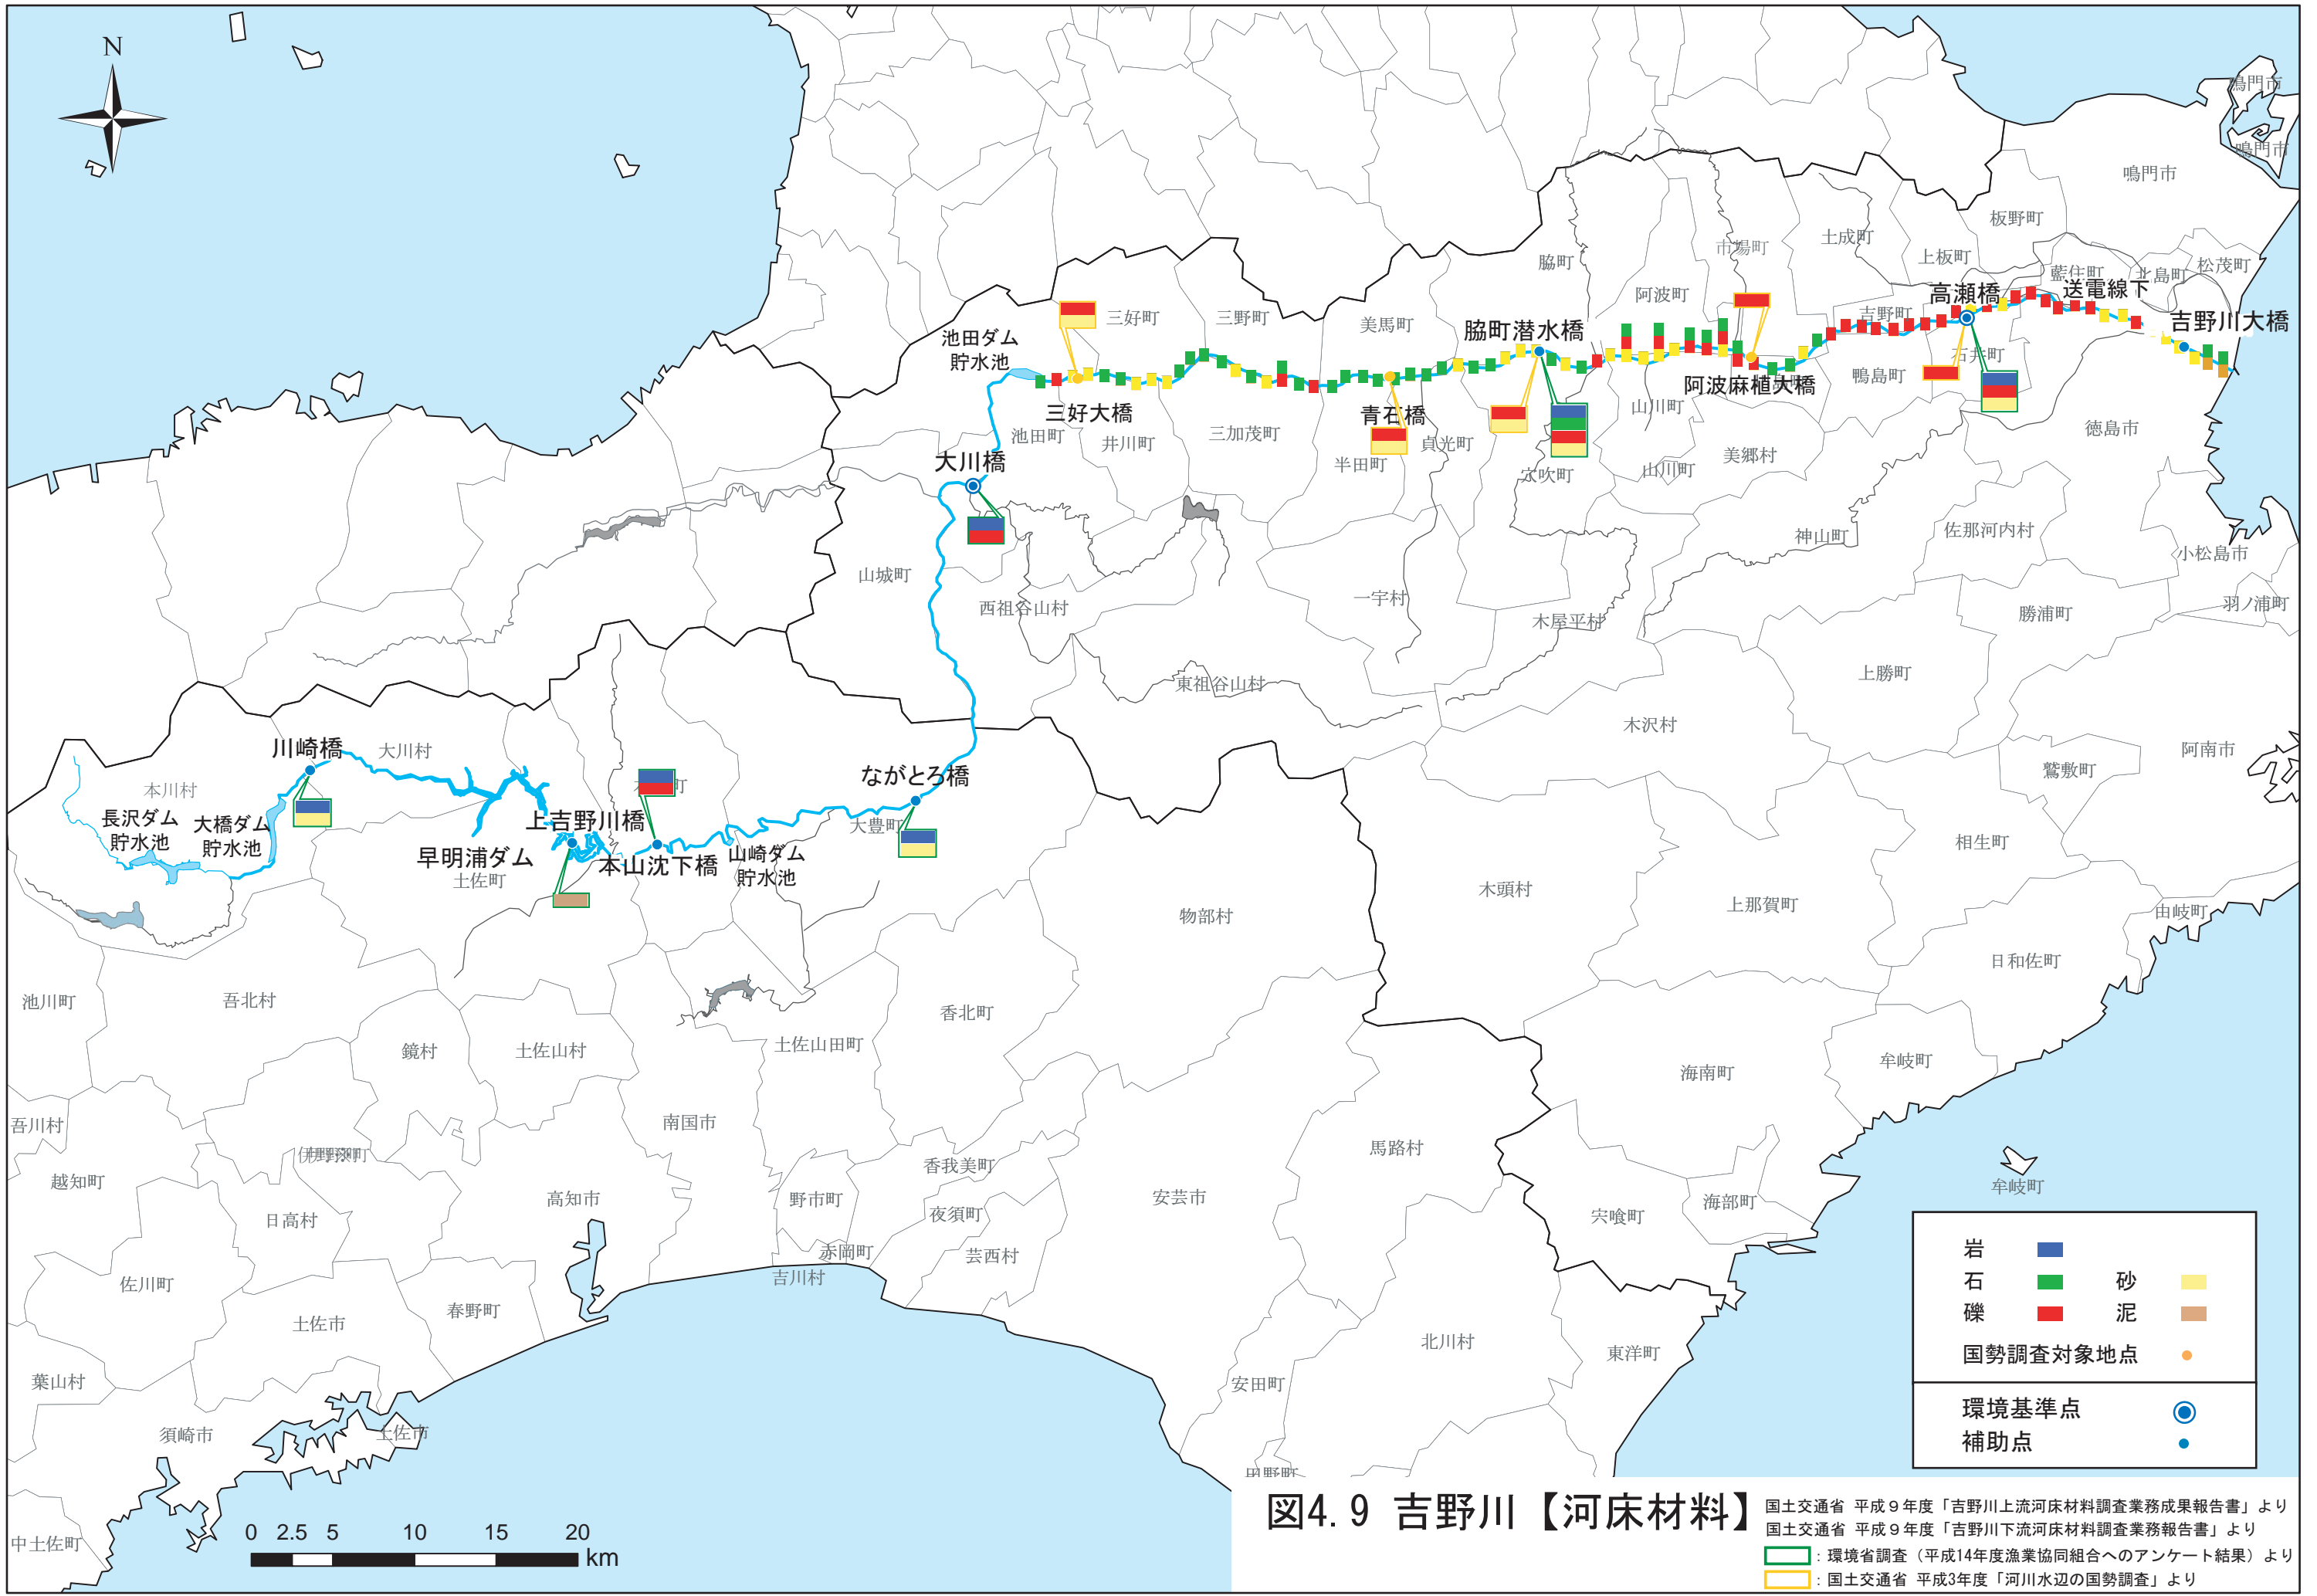 N
鳴門市
鳴門市
鳴門市
板野町
土成町
市場町
上板町
脇町
藍住町
北島町
松茂町
高瀬橋
送電線下
阿波町
吉野町
吉野川大橋
三好町
三野町
美馬町
脇町潜水橋
池田ダム
貯水池
石井町
鴨島町
阿波麻植大橋
三好大橋
青石橋
山川町
池田町
井川町
三加茂町
半田町
貞光町
穴吹町
山川町
美郷村
徳島市
大川橋
神山町
佐那河内村
小松島市
山城町
西祖谷山村
一宇村
木屋平村
勝浦町
羽ノ浦町
東祖谷山村
上勝町
木沢村
阿南市
川崎橋
大川村
鷲敷町
本川村
ながとろ橋
長沢ダム
貯水池
大橋ダム
貯水池
上吉野川橋
大豊町
早明浦ダム
土佐町
本山沈下橋
山崎ダム
貯水池
相生町
木頭村
上那賀町
物部村
由岐町
日和佐町
池川町
吾北村
香北町
鏡村
土佐山村
土佐山田町
海南町
牟岐町
吾川村
南国市
馬路村
越知町
香我美町
牟岐町
高知市
野市町
安芸市
日高村
夜須町
宍喰町
海部町
赤岡町
芸西村
佐川町
吉川村
春野町
土佐市
北川村
東洋町
葉山村
安田町
須崎市
土佐市
田野町
中土佐町
岩
石 砂
礫 泥
国勢調査対象地点
環境基準点
補助点
0 2.5 5 10 15 20
km
図4.9 吉野川【河床材料】
国土交通省 平成9年度「吉野川上流河床材料調査業務成果報告書」より
国土交通省 平成9年度「吉野川下流河床材料調査業務報告書」より
：環境省調査（平成14年度漁業協同組合へのアンケート結果）より
：国土交通省 平成3年度「河川水辺の国勢調査」より